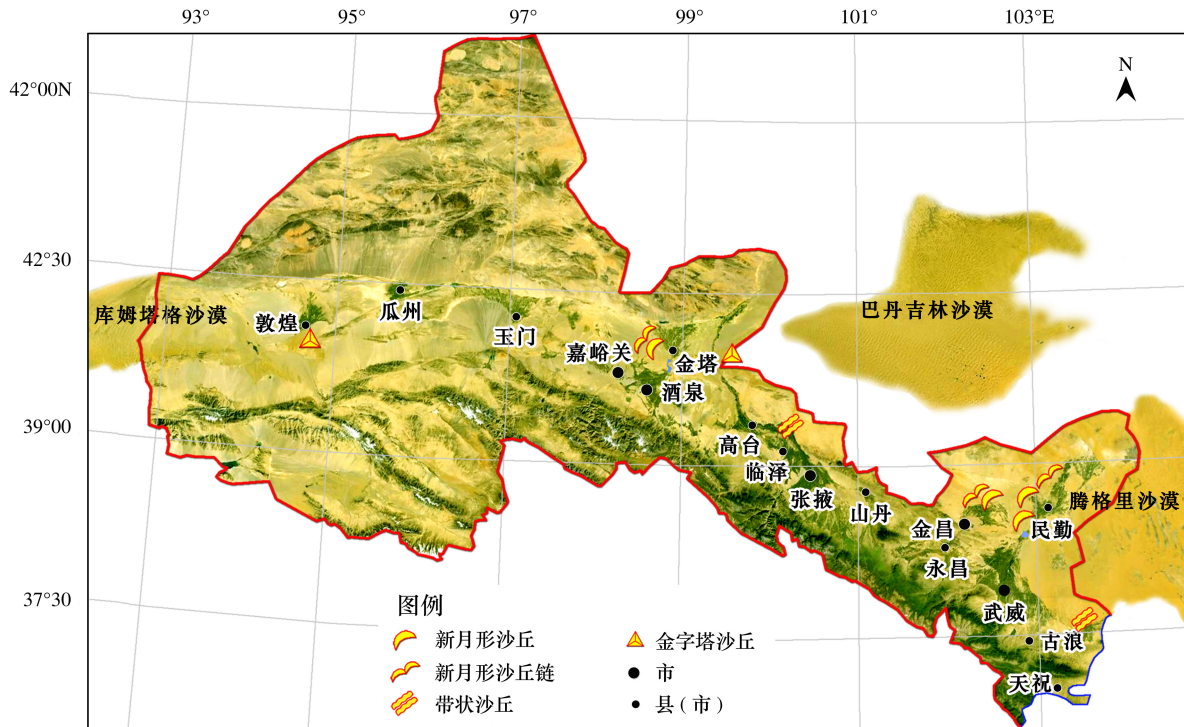 93°
95°
97°
99°
101°
103°E
42°00N
42°30
39°00
37°30
N
库姆塔格沙漠
敦煌
瓜州
玉门
嘉峪关
金塔
酒泉
巴丹吉林沙漠
高台
临泽
张掖
山丹
金昌
永昌
民勤
腾格里沙漠
武威
古浪
天祝
图例
新月形沙丘
新月形沙丘链
带状沙丘
金字塔沙丘
市
县(市)